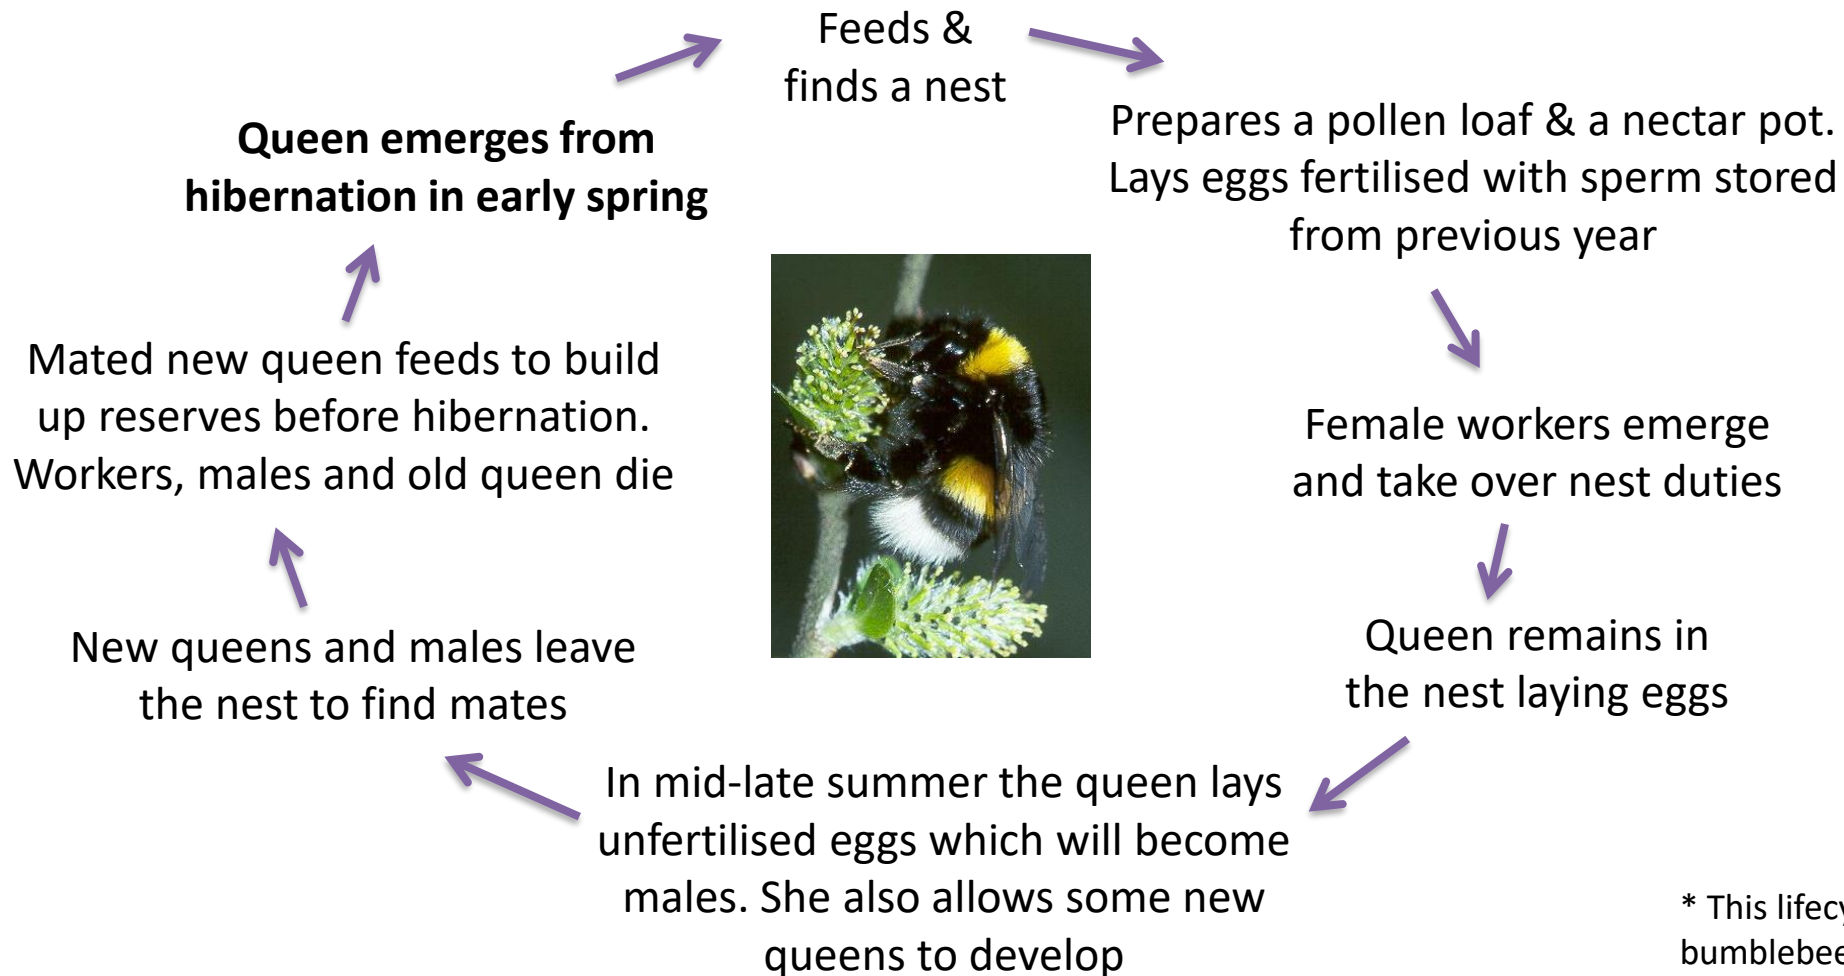 Feeds &
finds a nest
Prepares a pollen loaf & a nectar pot.
Lays eggs fertilised with sperm stored
from previous year
Female workers emerge
and take over nest duties
Queen remains in
the nest laying eggs
In mid-late summer the queen lays
unfertilised eggs which will become
males. She also allows some new
queens to develop
New queens and males leave
the nest to find mates
Mated new queen feeds to build
up reserves before hibernation.
Workers, males and old queen die
Queen emerges from
hibernation in early spring
* This
bumblebee